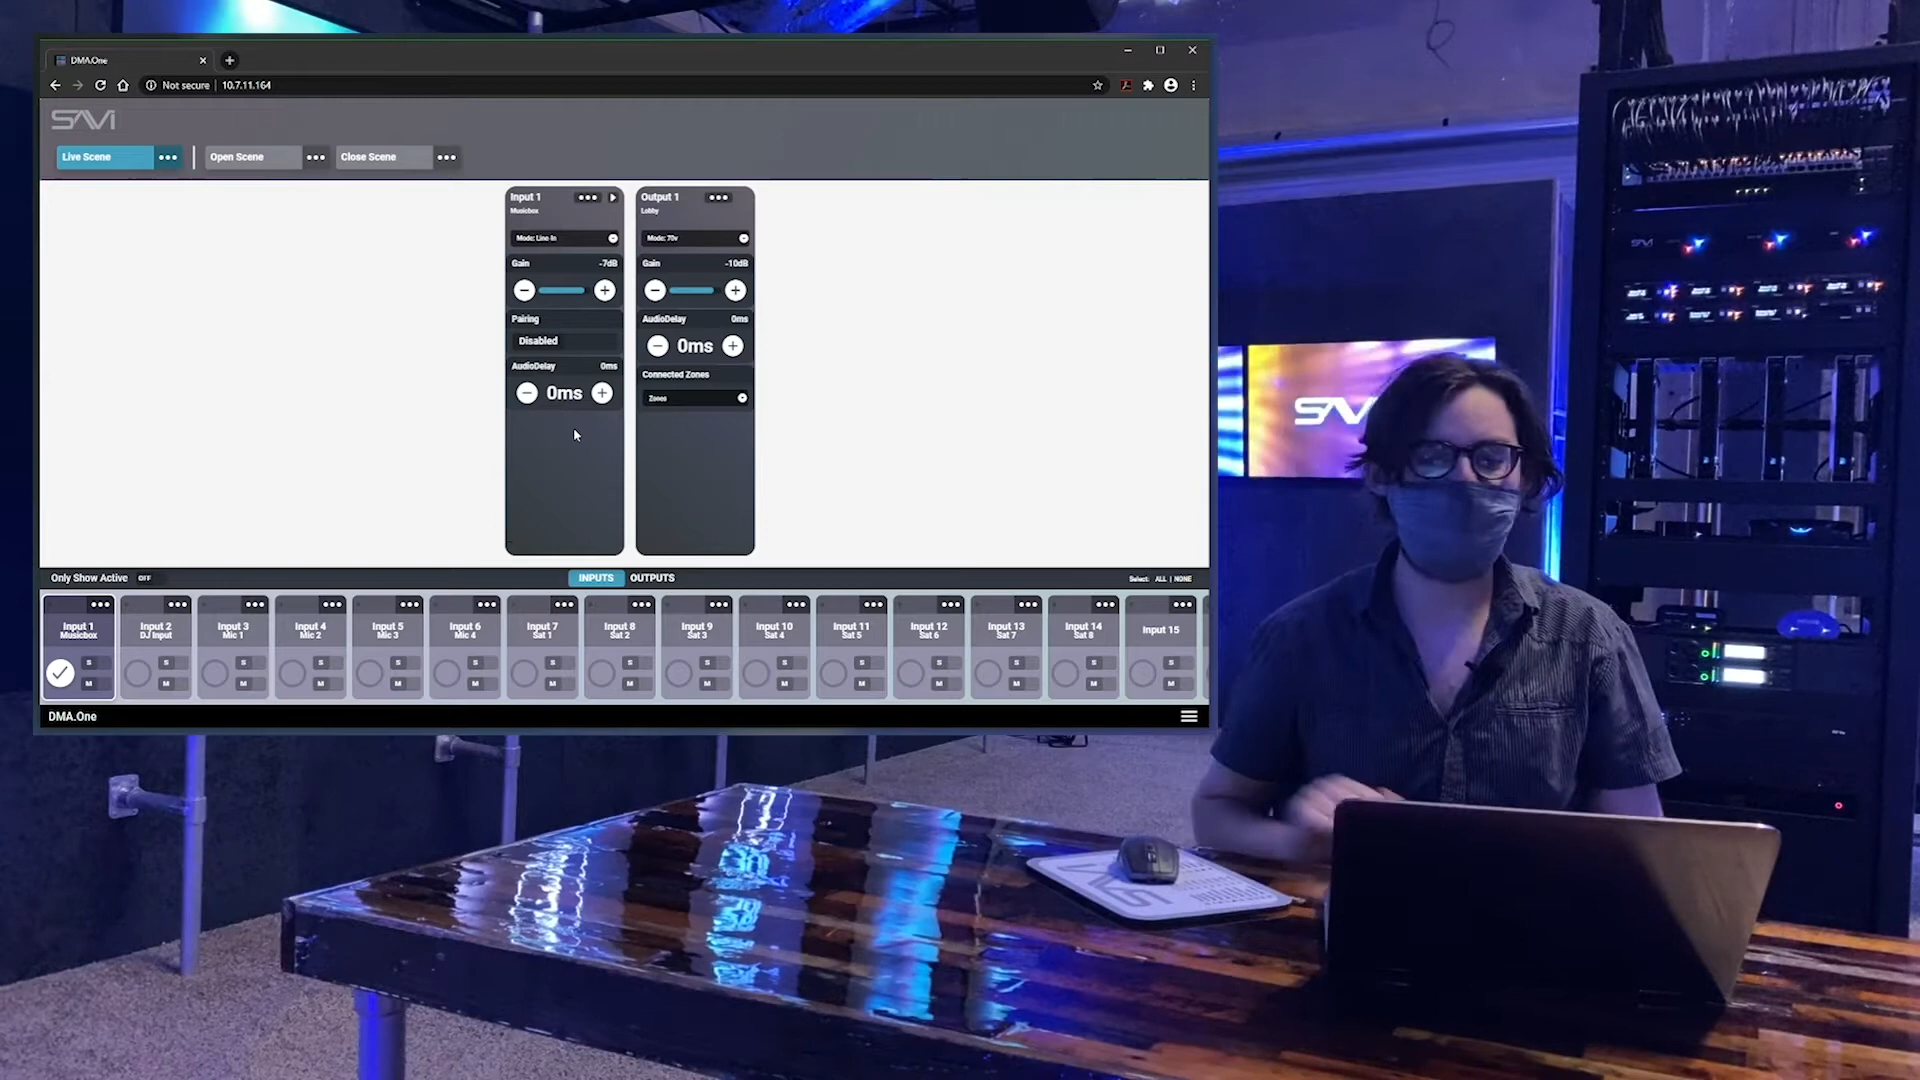 DMA.One
Not secure | 10.7.11.164
SAVI
Live Scene
Open Scene
Close Scene
Input 1
Musicbox
Mode: Line-In
Gain -7dB
Pairing
Disabled
AudioDelay 0ms
0ms
Output 1
Lobby
Mode: 70v
Gain -10dB
AudioDelay 0ms
0ms
Connected Zones
Zones
Only Show Active OFF
INPUTS OUTPUTS
Select: ALL | NONE
Input 1
Musicbox
S
M
Input 2
DJ Input
S
M
Input 3
Mic 1
S
M
Input 4
Mic 2
S
M
Input 5
Mic 3
S
M
Input 6
Mic 4
S
M
Input 7
Sat 1
S
M
Input 8
Sat 2
S
M
Input 9
Sat 3
S
M
Input 10
Sat 4
S
M
Input 11
Sat 5
S
M
Input 12
Sat 6
S
M
Input 13
Sat 7
S
M
Input 14
Sat 8
S
M
Input 15
S
M
DMA.One
SAVI
SAVI